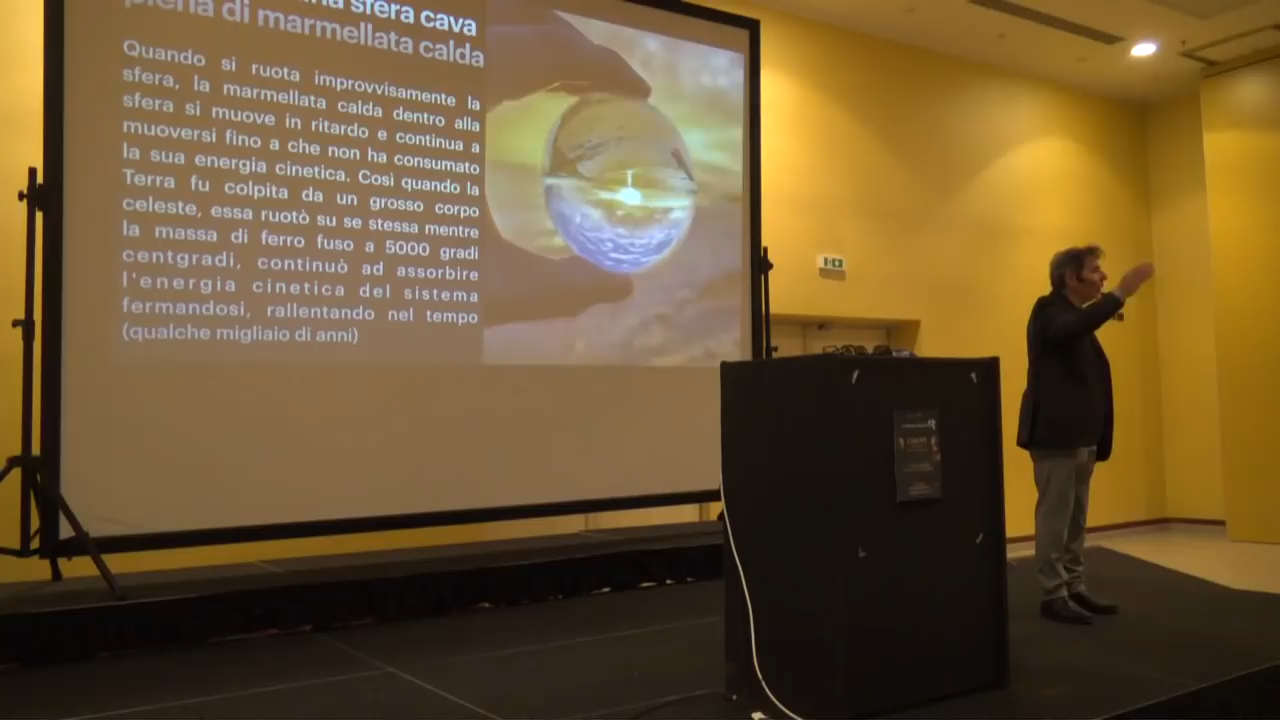 una sfera cava
piena di marmellata calda
Quando si ruota improvvisamente la
sfera, la marmellata calda dentro alla
sfera si muove in ritardo e continua a
muoversi fino a che non ha consumato
la sua energia cinetica. Così quando la
Terra fu colpita da un grosso corpo
celeste, essa ruotò su se stessa mentre
la massa di ferro fuso a 5000 gradi
centgradi, continuò ad assorbire
l'energia cinetica del sistema
fermandosi, rallentando nel tempo
(qualche migliaio di anni)